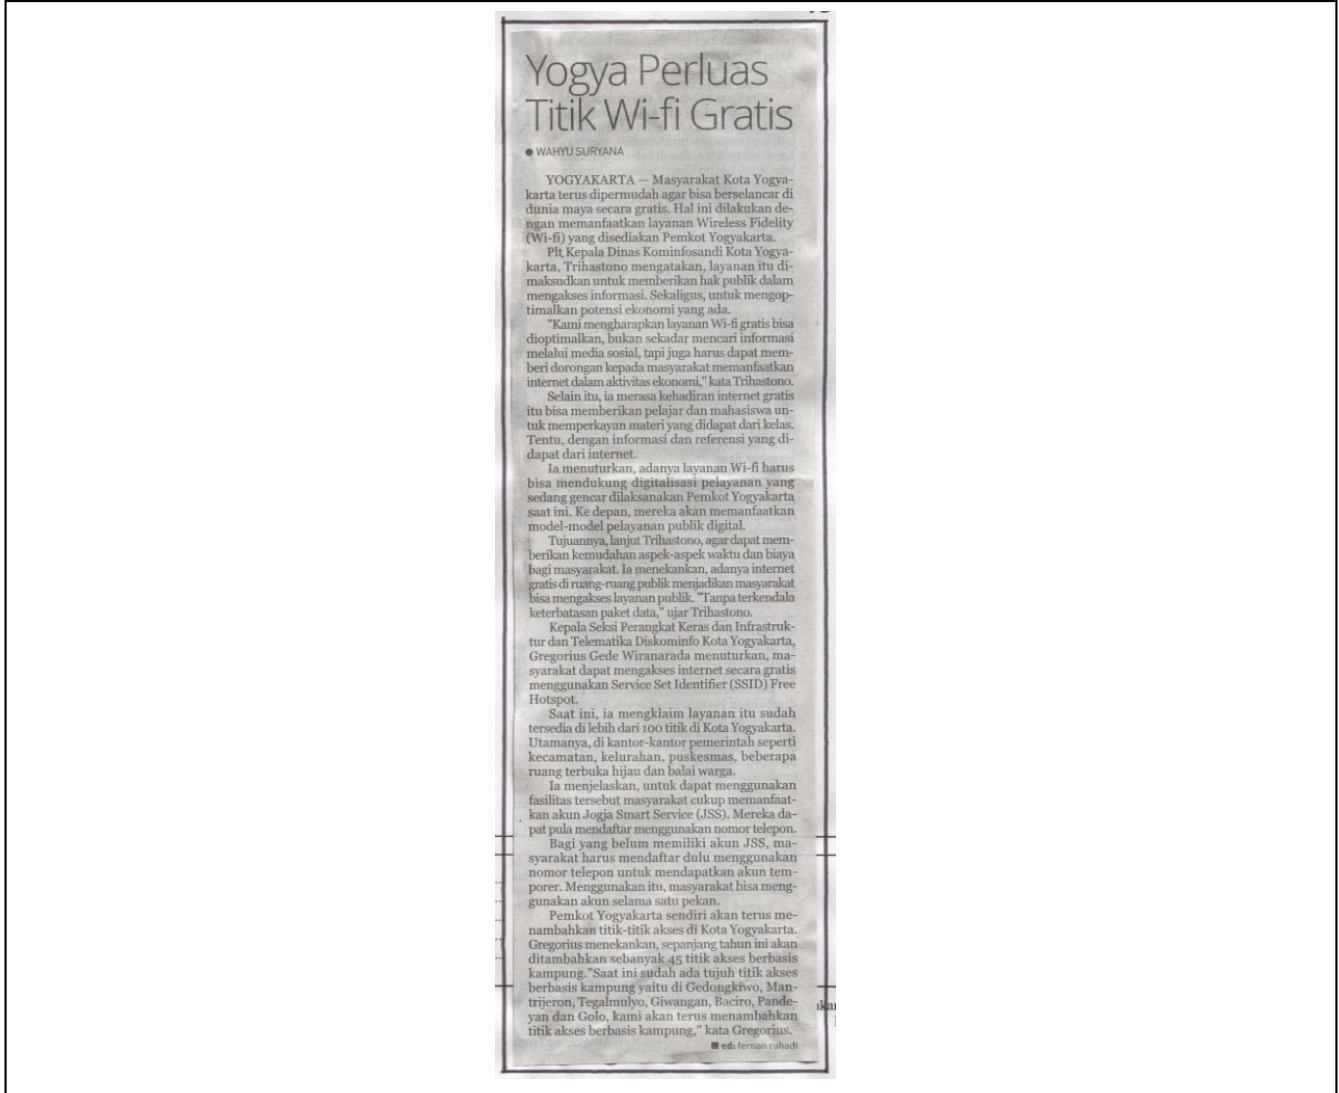 Yogya Perluas
Titik Wi-fi Gratis
● WAHYU SURYANA
YOGYAKARTA — Masyarakat Kota Yogya-
karta terus dipermudah agar bisa berselancar di
dunia maya secara gratis. Hal ini dilakukan de-
ngan memanfaatkan layanan Wireless Fidelity
(Wi-fi) yang disediakan Pemkot Yogyakarta.
Plt Kepala Dinas Kominfosandi Kota Yogya-
karta, Trihastono mengatakan, layanan itu di-
maksudkan untuk memberikan hak publik dalam
mengakses informasi. Sekaligus, untuk mengop-
timalkan potensi ekonomi yang ada.
"Kami mengharapkan layanan Wi-fi gratis bisa
dioptimalkan, bukan sekadar mencari informasi
melalui media sosial, tapi juga harus dapat mem-
beri dorongan kepada masyarakat memanfaatkan
internet dalam aktivitas ekonomi," kata Trihastono.
Selain itu, ia merasa kehadiran internet gratis
itu bisa memberikan pelajar dan mahasiswa un-
tuk memperkayan materi yang didapat dari kelas.
Tentu, dengan informasi dan referensi yang di-
dapat dari internet.
Ia menuturkan, adanya layanan Wi-fi harus
bisa mendukung digitalisasi pelayanan yang
sedang gencar dilaksanakan Pemkot Yogyakarta
saat ini. Ke depan, mereka akan memanfaatkan
model-model pelayanan publik digital.
Tujuannya, lanjut Trihastono, agar dapat mem-
berikan kemudahan aspek-aspek waktu dan biaya
bagi masyarakat. Ia menekankan, adanya internet
gratis di ruang-ruang publik menjadikan masyarakat
bisa mengakses layanan publik. "Tanpa terkendala
keterbatasan paket data," ujar Trihastono.
Kepala Seksi Perangkat Keras dan Infrastruk-
tur dan Telematika Diskominfo Kota Yogyakarta,
Gregorius Gede Wiranarada menuturkan, ma-
syarakat dapat mengakses internet secara gratis
menggunakan Service Set Identifier (SSID) Free
Hotspot.
Saat ini, ia mengklaim layanan itu sudah
tersedia di lebih dari 100 titik di Kota Yogyakarta.
Utamanya, di kantor-kantor pemerintah seperti
kecamatan, kelurahan, puskesmas, beberapa
ruang terbuka hijau dan balai warga.
Ia menjelaskan, untuk dapat menggunakan
fasilitas tersebut masyarakat cukup memanfaat-
kan akun Jogja Smart Service (JSS). Mereka da-
pat pula mendaftar menggunakan nomor telepon.
Bagi yang belum memiliki akun JSS, ma-
syarakat harus mendaftar dulu menggunakan
nomor telepon untuk mendapatkan akun tem-
porer. Menggunakan itu, masyarakat bisa meng-
gunakan akun selama satu pekan.
Pemkot Yogyakarta sendiri akan terus me-
nambahkan titik-titik akses di Kota Yogyakarta.
Gregorius menekankan, sepanjang tahun ini akan
ditambahkan sebanyak 45 titik akses berbasis
kampung."Saat ini sudah ada tujuh titik akses
berbasis kampung yaitu di Gedongkiwo, Man-
trijeron, Tegalmulyo, Giwangan, Baciro, Pande-
yan dan Golo, kami akan terus menambahkan
titik akses berbasis kampung," kata Gregorius.
■ ed: fernan rahadi